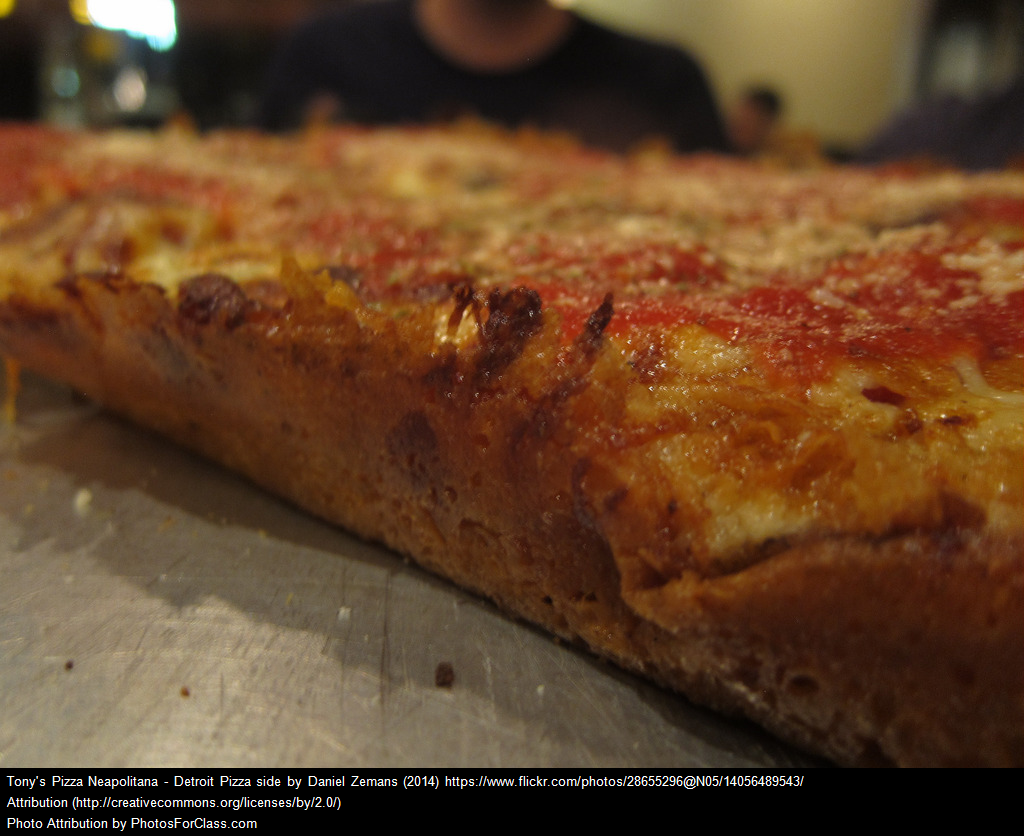 Tony's Pizza Neapolitana - Detroit Pizza side by Daniel Zemans (2014) https://www.flickr.com/photos/28655296@N05/14056489543/
Attribution (http://creativecommons.org/licenses/by/2.0/)
Photo Attribution by PhotosForClass.com